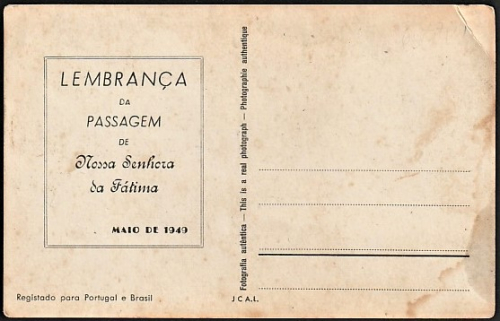 LEMBRANÇA
DA
PASSAGEM
DE
Nossa Senhora
da Fátima
MAIO DE 1949
Registado para Portugal e Brasil
Fotografia autêntica — This is a real photograph — Photographie authentique
J C A L.